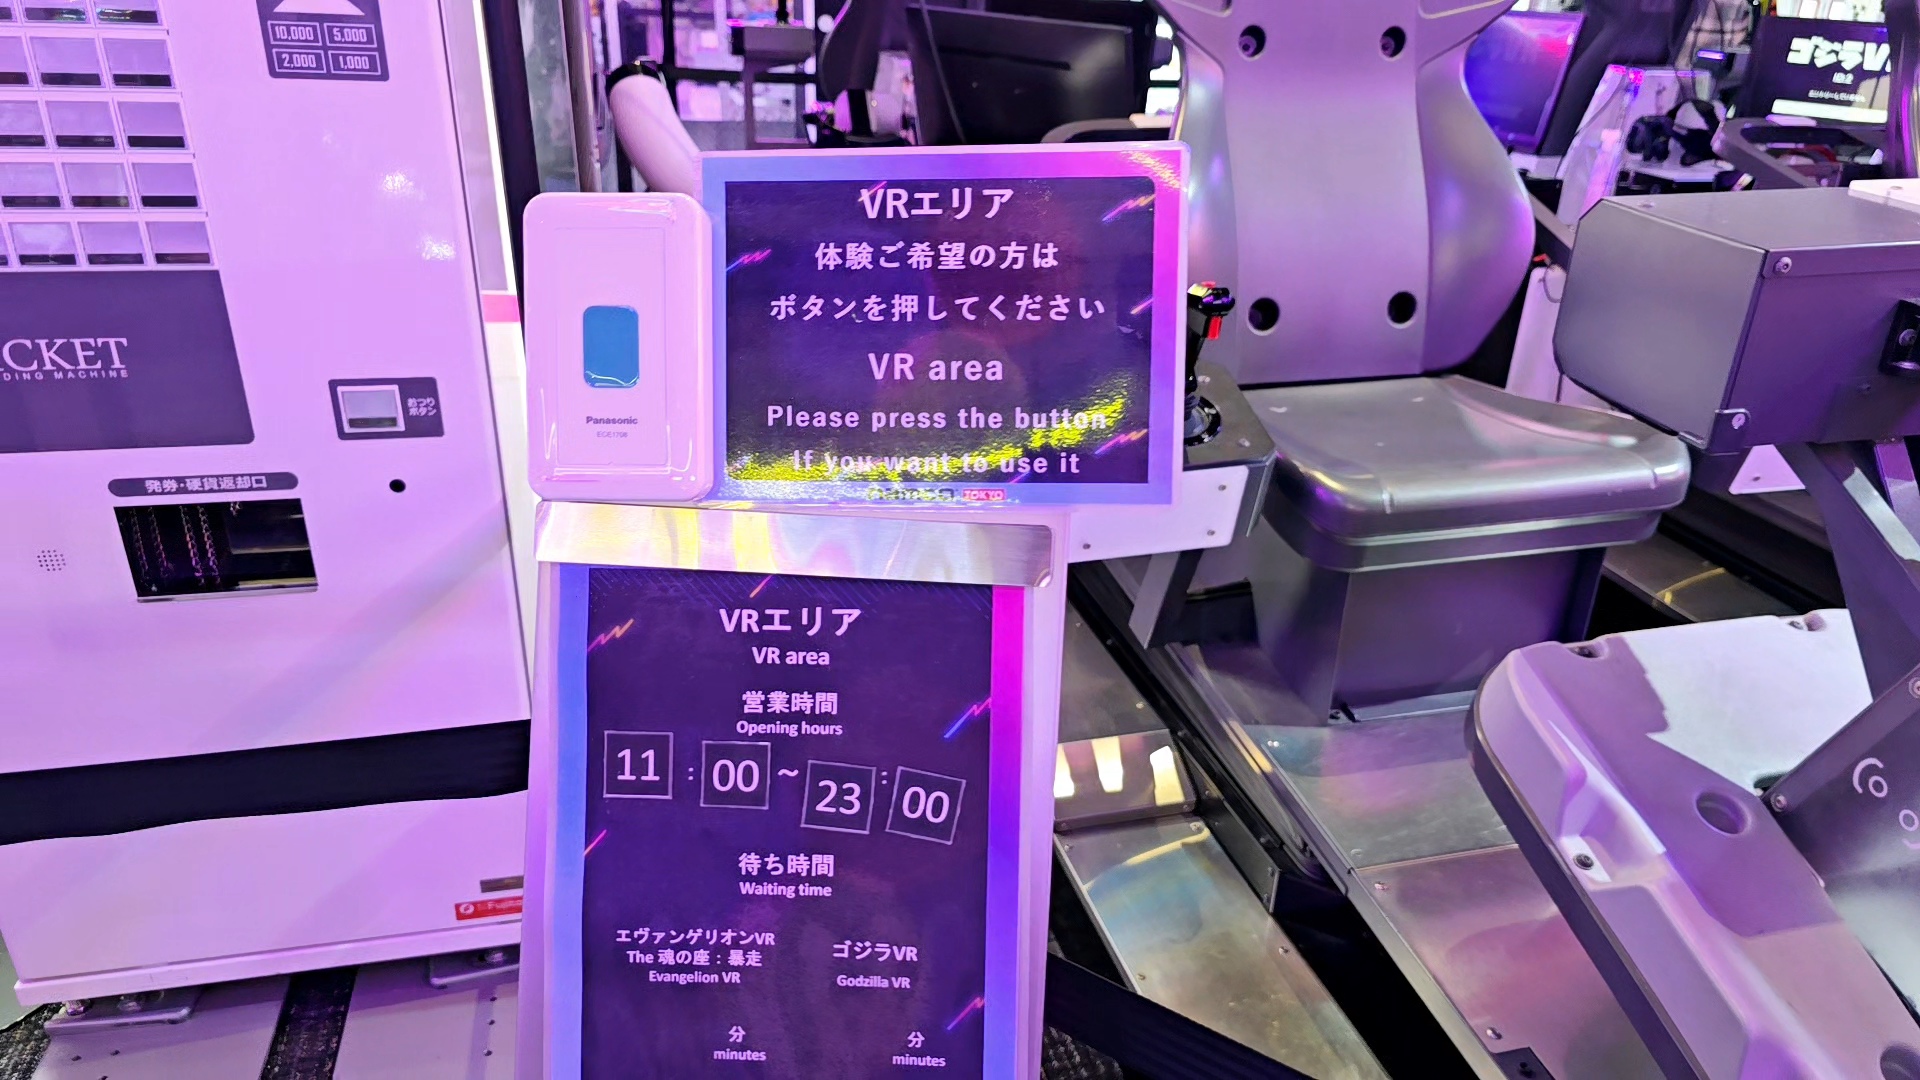 10,000 5,000
2,000 1,000
VRエリア
体験ご希望の方は
ボタンを押してください
VR area
Please press the button
If you want to use it
TOKYO
Panasonic
おつり
ボタン
発券・硬貨返却口
VRエリア
VR area
営業時間
Opening hours
11 : 00 ~ 23 : 00
待ち時間
Waiting time
エヴァンゲリオンVR
The 魂の座：暴走
Evangelion VR
ゴジラVR
Godzilla VR
分
minutes
分
minutes
ゴジラV
MACHINE